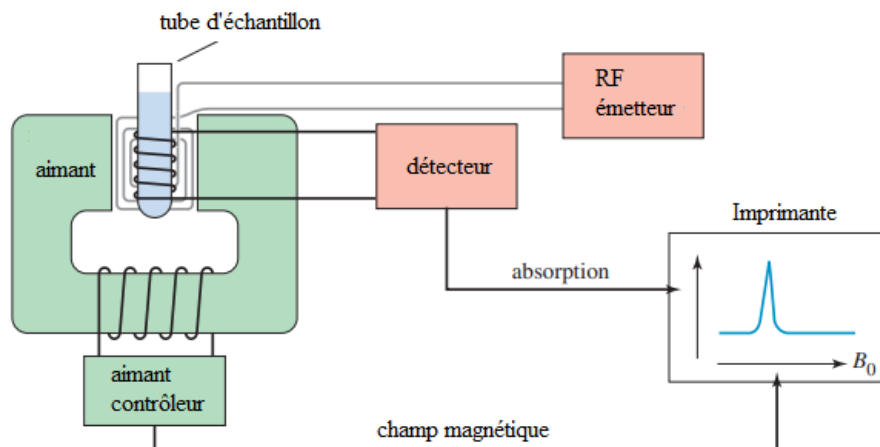 tube d'échantillon
RF
émetteur
aimant
détecteur
Imprimante
absorption
B0
aimant
contrôleur
champ magnétique